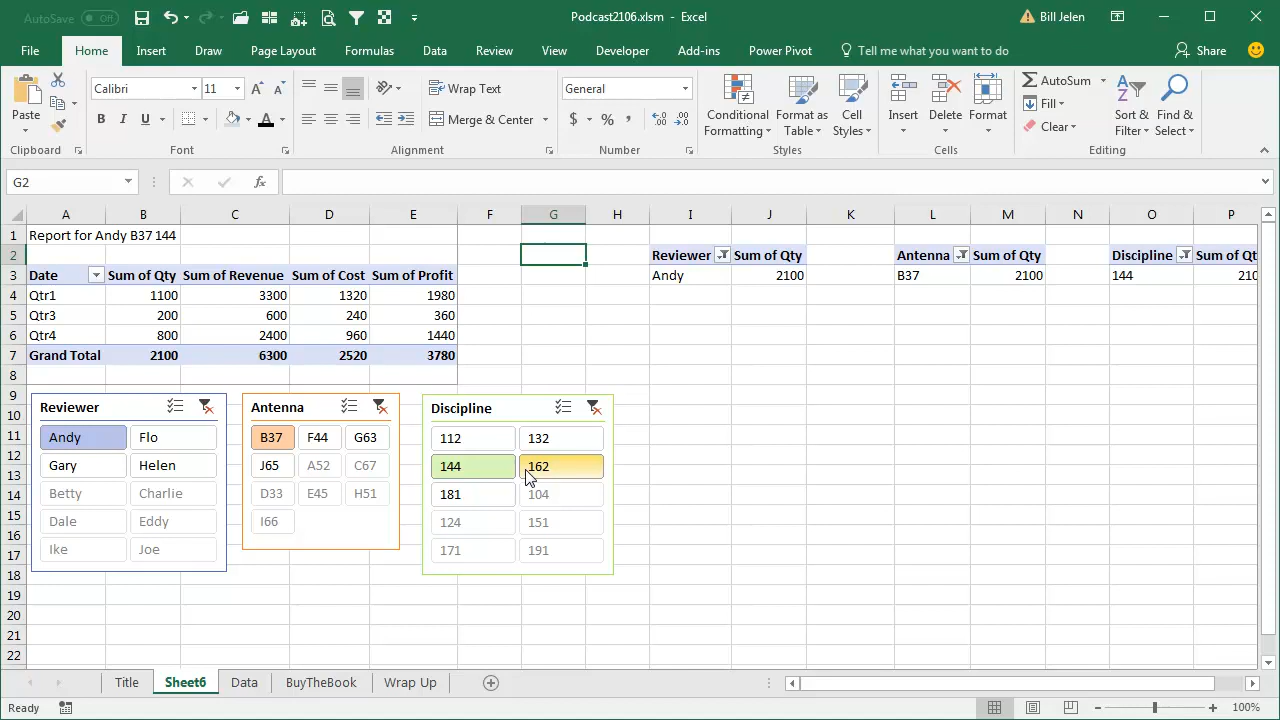 AutoSave Off
Podcast2106.xlsm - Excel
Bill Jelen
File Home Insert Draw Page Layout Formulas Data Review View Developer Add-ins Power Pivot Tell me what you want to do Share
Paste
Calibri 11
B I U A
Wrap Text
Merge & Center
General
$ % ,
Conditional Formatting
Format as Table
Cell Styles
Insert Delete Format
AutoSum
Fill
Clear
Sort & Filter
Find & Select
Clipboard Font Alignment Number Styles Cells Editing
G2 fx
A B C D E F G H I J K L M N O P
1 Report for Andy B37 144
2 Reviewer Sum of Qty Antenna Sum of Qty Discipline Sum of Qt
3 Date Sum of Qty Sum of Revenue Sum of Cost Sum of Profit Andy 2100 B37 2100 144 210
4 Qtr1 1100 3300 1320 1980
5 Qtr3 200 600 240 360
6 Qtr4 800 2400 960 1440
7 Grand Total 2100 6300 2520 3780
8
9
10
11
12
13
14
15
16
17
18
19
20
21
22
Reviewer
Andy Flo
Gary Helen
Betty Charlie
Dale Eddy
Ike Joe
Antenna
B37 F44 G63
J65 A52 C67
D33 E45 H51
I66
Discipline
112 132
144 162
181 104
124 151
171 191
Title Sheet6 Data BuyTheBook Wrap Up
Ready 100%